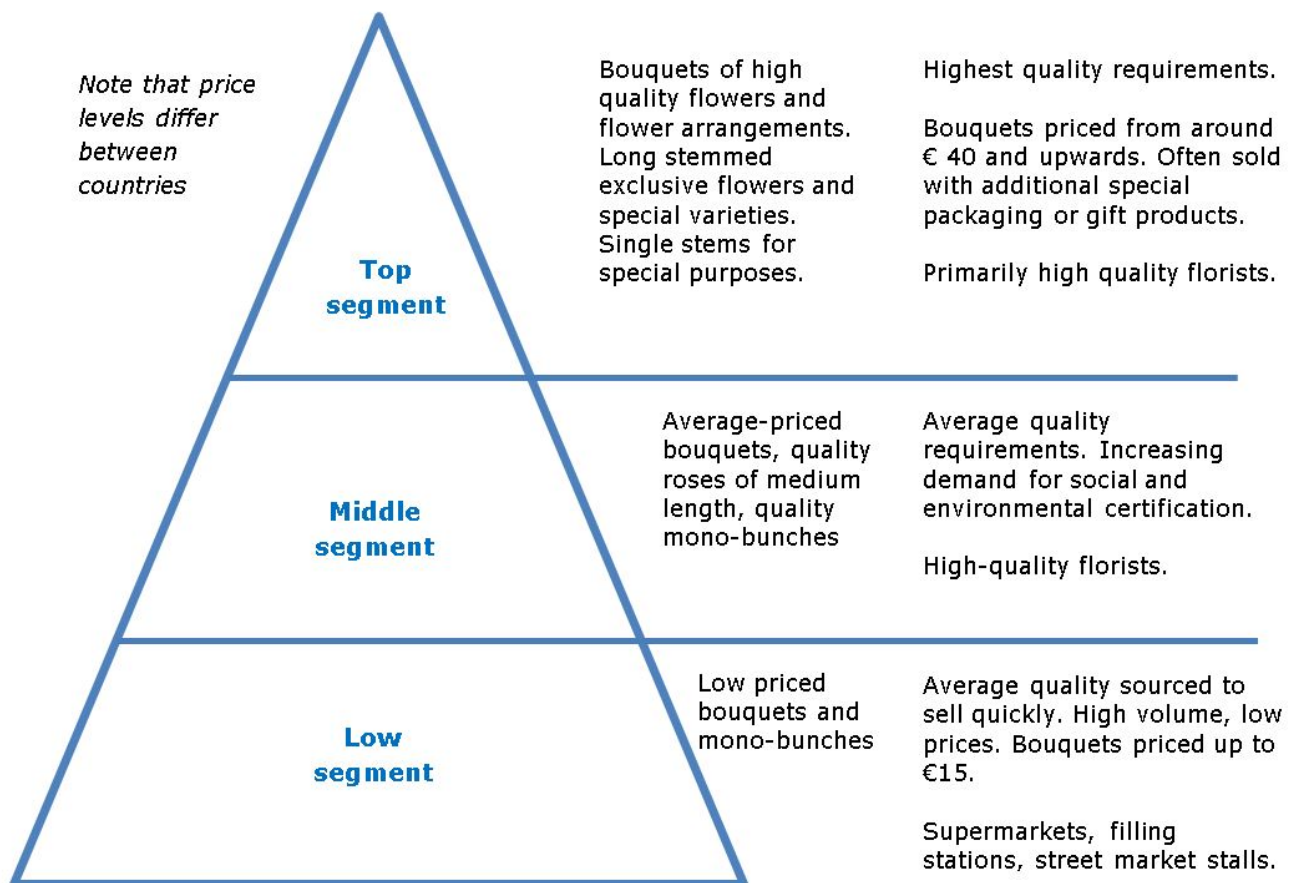 Note that price
levels differ
between
countries
Top
segment
Bouquets of high
quality flowers and
flower arrangements.
Long stemmed
exclusive flowers and
special varieties.
Single stems for
special purposes.
Highest quality requirements.
Bouquets priced from around
€ 40 and upwards. Often sold
with additional special
packaging or gift products.
Primarily high quality florists.
Middle
segment
Average-priced
bouquets, quality
roses of medium
length, quality
mono-bunches
Average quality
requirements. Increasing
demand for social and
environmental certification.
High-quality florists.
Low
segment
Low priced
bouquets and
mono-bunches
Average quality sourced to
sell quickly. High volume, low
prices. Bouquets priced up to
€15.
Supermarkets, filling
stations, street market stalls.